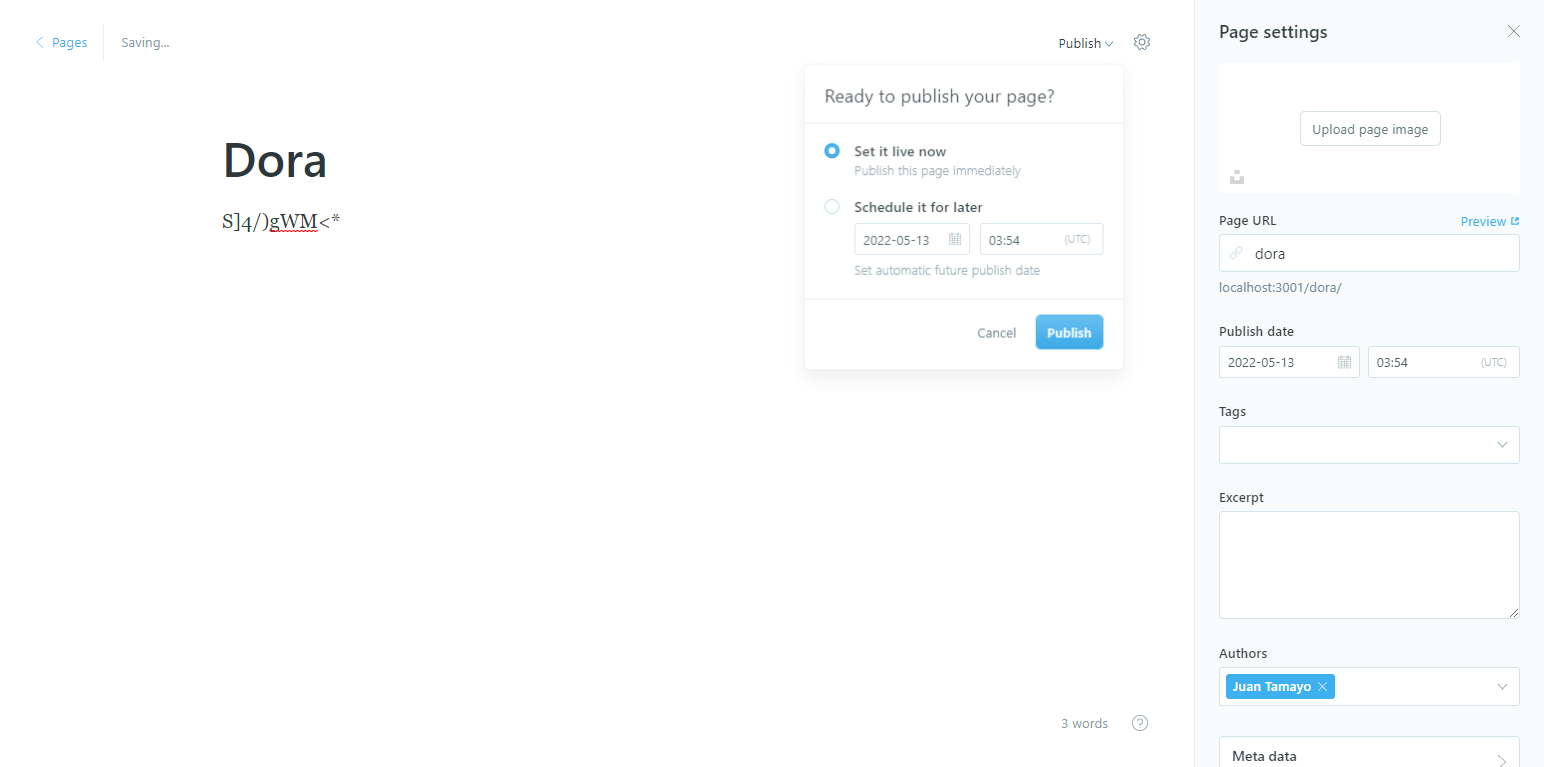 Pages
Saving...
Publish
Dora
S]4/)gWM<*
Ready to publish your page?
Set it live now
Publish this page immediately
Schedule it for later
2022-05-13
03:54 (UTC)
Set automatic future publish date
Cancel
Publish
3 words
?
Page settings
Upload page image
Page URL
Preview
dora
localhost:3001/dora/
Publish date
2022-05-13
03:54 (UTC)
Tags
Excerpt
Authors
Juan Tamayo
Meta data